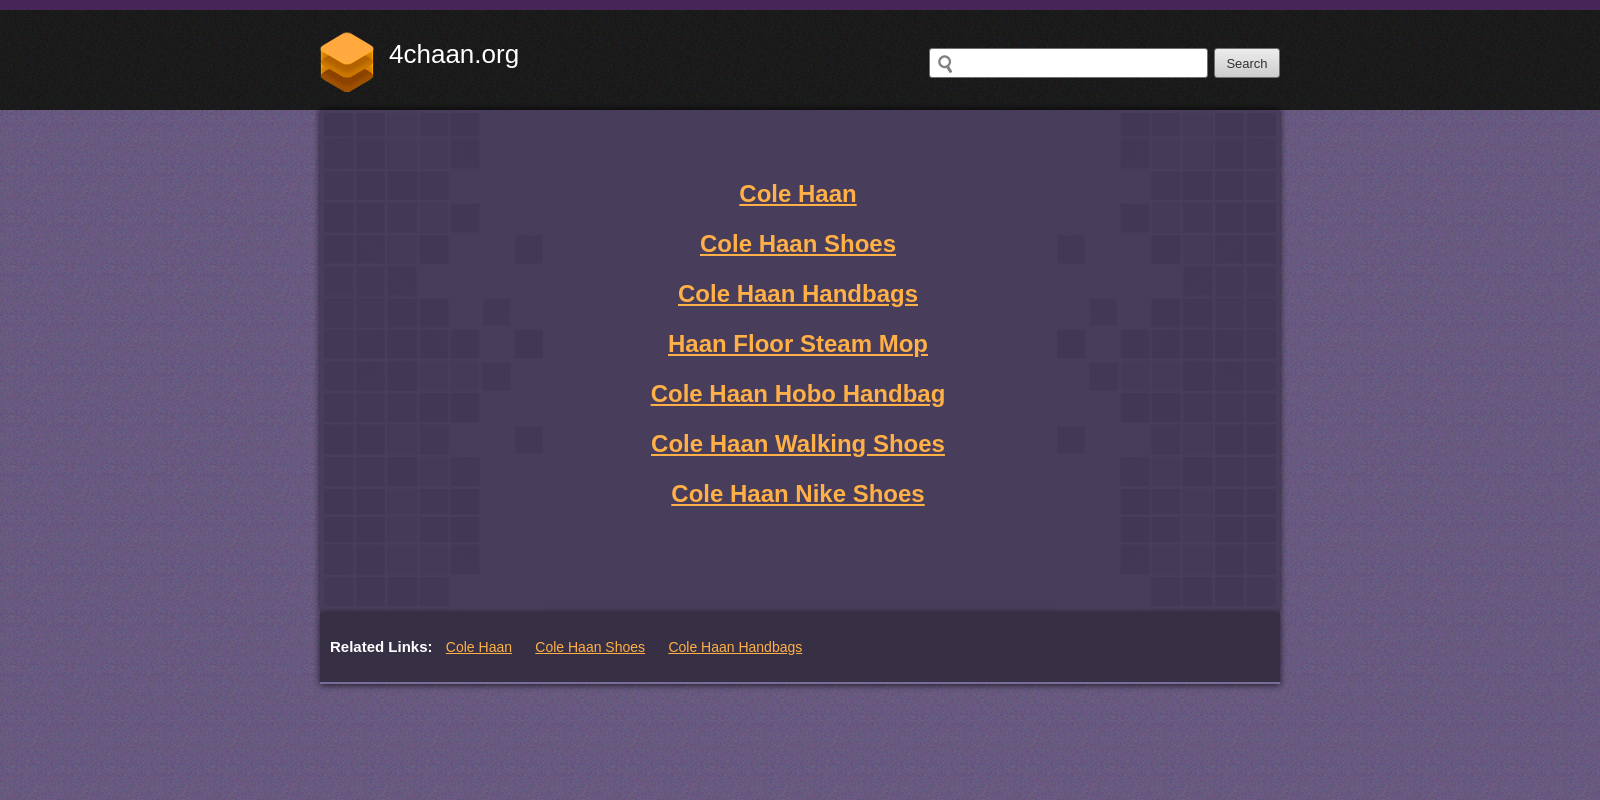 4chaan.org
Search
Cole Haan
Cole Haan Shoes
Cole Haan Handbags
Haan Floor Steam Mop
Cole Haan Hobo Handbag
Cole Haan Walking Shoes
Cole Haan Nike Shoes
Related Links: Cole Haan Cole Haan Shoes Cole Haan Handbags